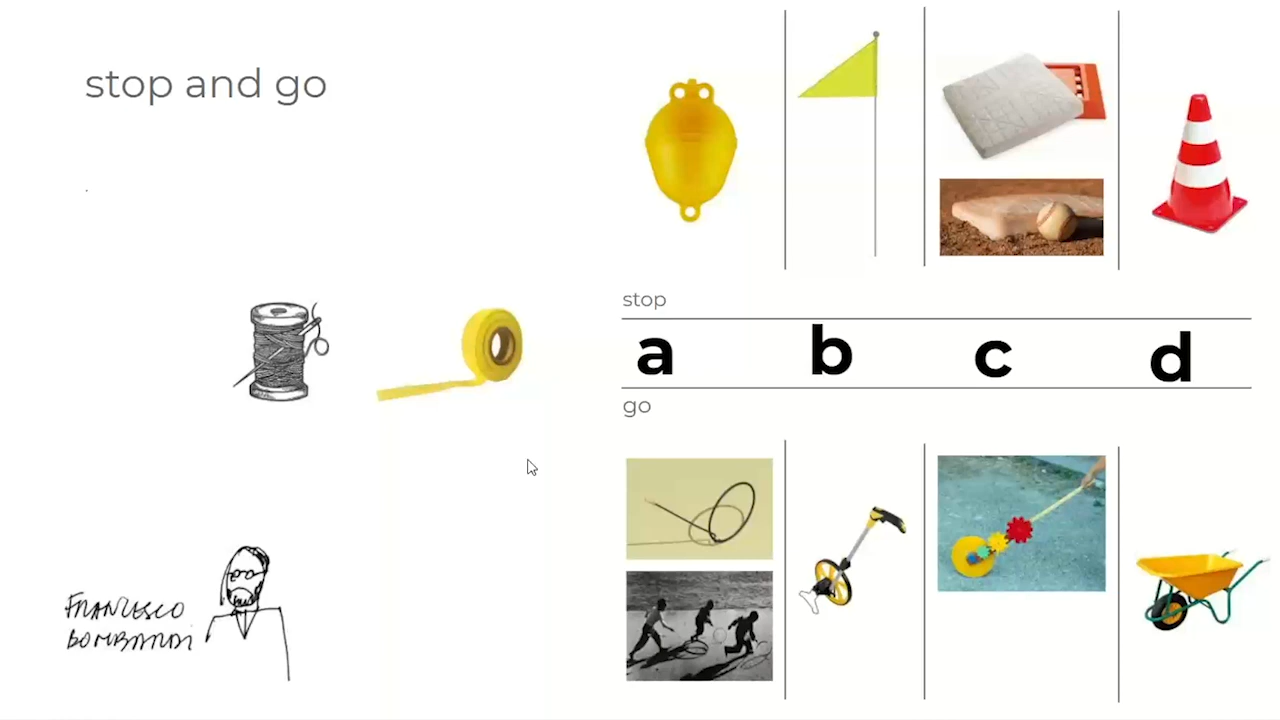 stop and go
stop
a b c d
go
FRANCESCO
BOMBARDI